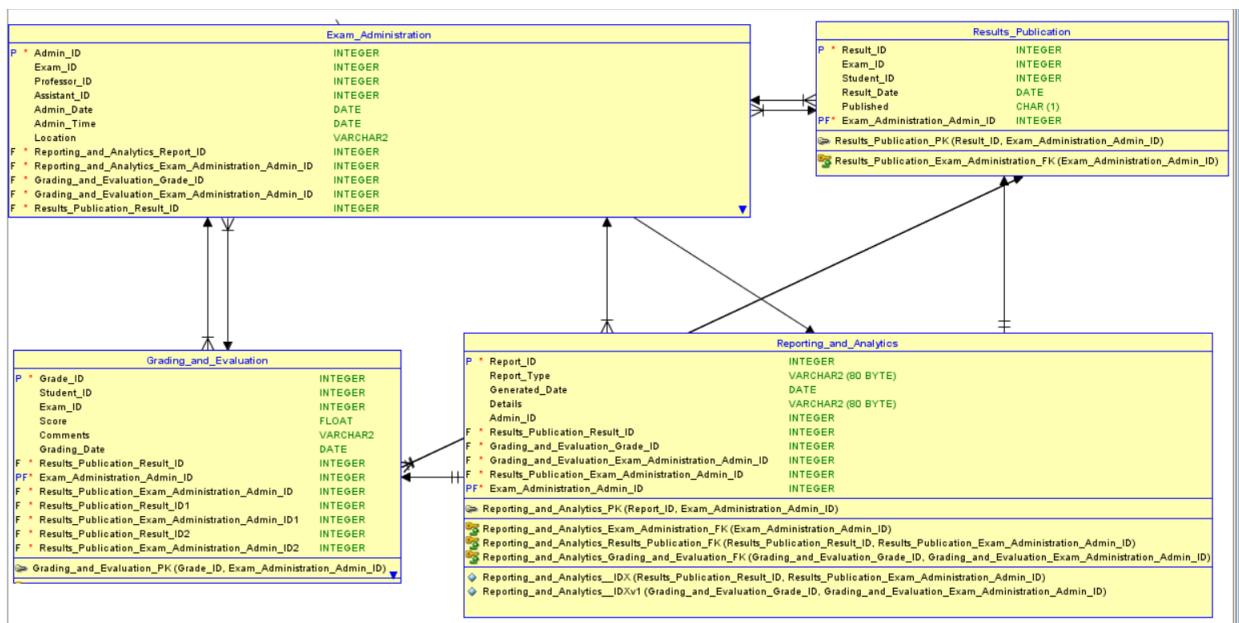 Exam_Administration
P * Admin_ID INTEGER
Exam_ID INTEGER
Professor_ID INTEGER
Assistant_ID INTEGER
Admin_Date DATE
Admin_Time DATE
Location VARCHAR2
F * Reporting_and_Analytics_Report_ID INTEGER
F * Reporting_and_Analytics_Exam_Administration_Admin_ID INTEGER
F * Grading_and_Evaluation_Grade_ID INTEGER
F * Grading_and_Evaluation_Exam_Administration_Admin_ID INTEGER
F * Results_Publication_Result_ID INTEGER
Results_Publication
P * Result_ID INTEGER
Exam_ID INTEGER
Student_ID INTEGER
Result_Date DATE
Published CHAR (1)
PF* Exam_Administration_Admin_ID INTEGER
Results_Publication_PK (Result_ID, Exam_Administration_Admin_ID)
Results_Publication_Exam_Administration_FK (Exam_Administration_Admin_ID)
Grading_and_Evaluation
P * Grade_ID INTEGER
Student_ID INTEGER
Exam_ID INTEGER
Score FLOAT
Comments VARCHAR2
Grading_Date DATE
F * Results_Publication_Result_ID INTEGER
PF* Exam_Administration_Admin_ID INTEGER
F * Results_Publication_Exam_Administration_Admin_ID INTEGER
F * Results_Publication_Result_ID1 INTEGER
F * Results_Publication_Exam_Administration_Admin_ID1 INTEGER
F * Results_Publication_Result_ID2 INTEGER
F * Results_Publication_Exam_Administration_Admin_ID2 INTEGER
Grading_and_Evaluation_PK (Grade_ID, Exam_Administration_Admin_ID)
Reporting_and_Analytics
P * Report_ID INTEGER
Report_Type VARCHAR2 (80 BYTE)
Generated_Date DATE
Details VARCHAR2 (80 BYTE)
Admin_ID INTEGER
F * Results_Publication_Result_ID INTEGER
F * Grading_and_Evaluation_Grade_ID INTEGER
F * Grading_and_Evaluation_Exam_Administration_Admin_ID INTEGER
F * Results_Publication_Exam_Administration_Admin_ID INTEGER
PF* Exam_Administration_Admin_ID INTEGER
Reporting_and_Analytics_PK (Report_ID, Exam_Administration_Admin_ID)
Reporting_and_Analytics_Exam_Administration_FK (Exam_Administration_Admin_ID)
Reporting_and_Analytics_Results_Publication_FK (Results_Publication_Result_ID, Results_Publication_Exam_Administration_Admin_ID)
Reporting_and_Analytics_Grading_and_Evaluation_FK (Grading_and_Evaluation_Grade_ID, Grading_and_Evaluation_Exam_Administration_Admin_ID)
Reporting_and_Analytics__IDX (Results_Publication_Result_ID, Results_Publication_Exam_Administration_Admin_ID)
Reporting_and_Analytics__IDXv1 (Grading_and_Evaluation_Grade_ID, Grading_and_Evaluation_Exam_Administration_Admin_ID)